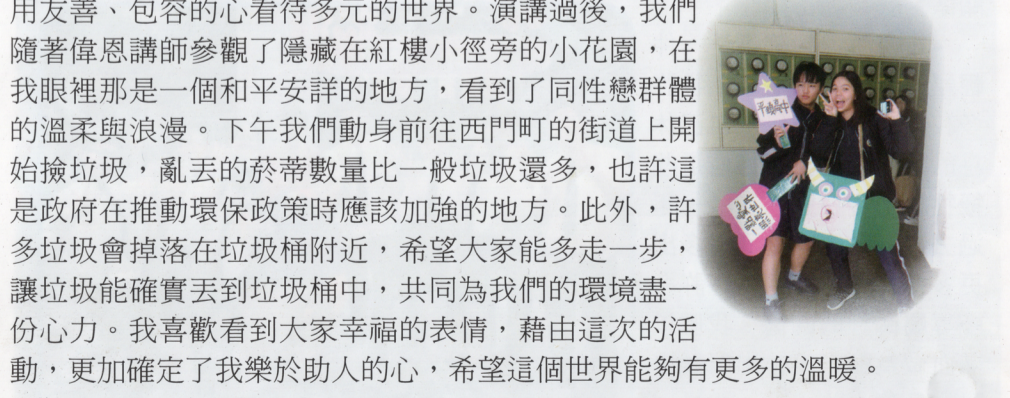 用友善、包容的心看待多元的世界。演講過後，我們
隨著偉恩講師參觀了隱藏在紅樓小徑旁的小花園，在
我眼裡那是一個和平安詳的地方，看到了同性戀群體
的溫柔與浪漫。下午我們動身前往西門町的街道上開
始撿垃圾，亂丟的菸蒂數量比一般垃圾還多，也許這
是政府在推動環保政策時應該加強的地方。此外，許
多垃圾會掉落在垃圾桶附近，希望大家能多走一步，
讓垃圾能確實丟到垃圾桶中，共同為我們的環境盡一
份心力。我喜歡看到大家幸福的表情，藉由這次的活
動，更加確定了我樂於助人的心，希望這個世界能夠有更多的溫暖。